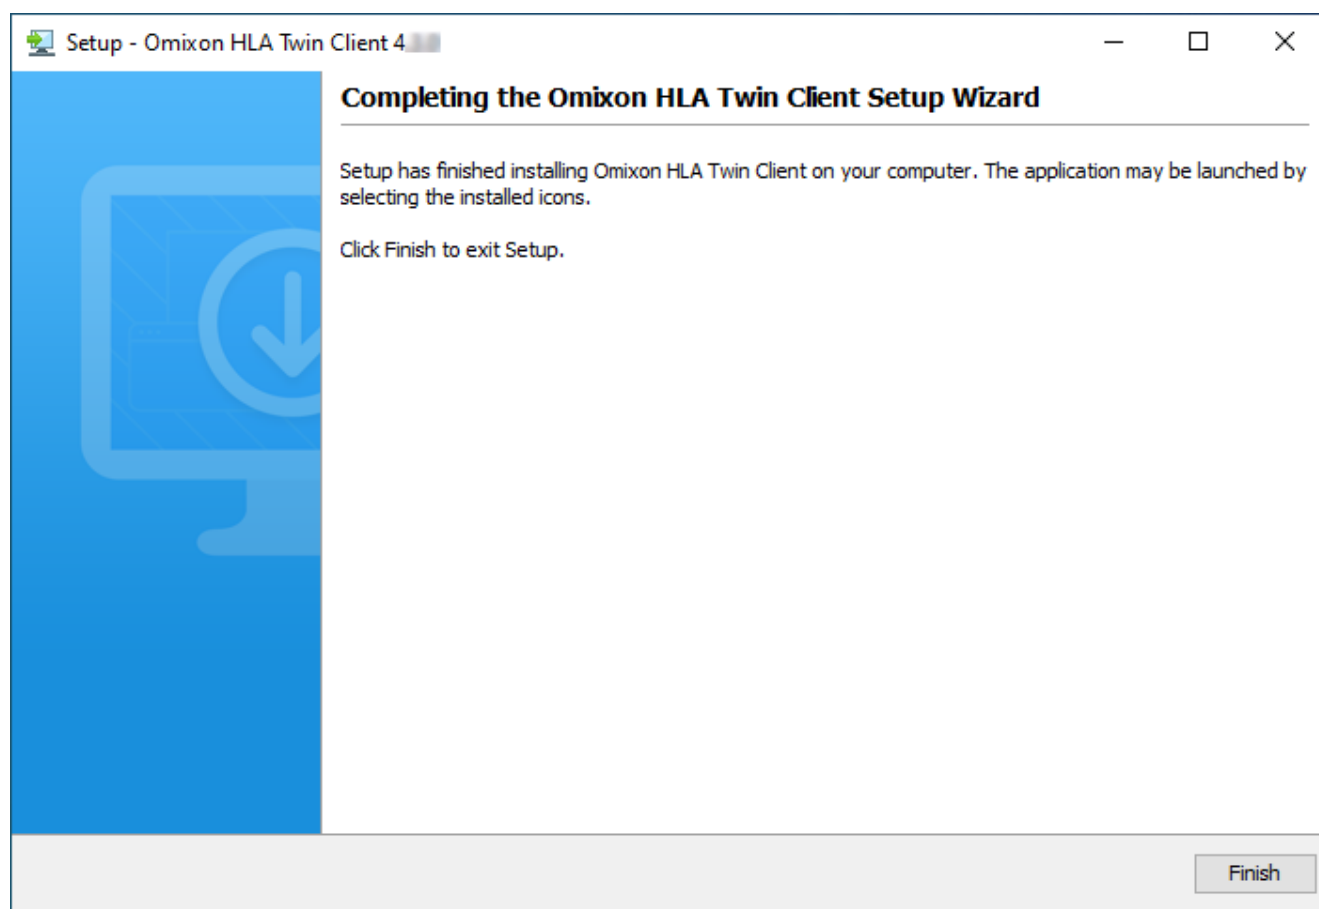 Setup - Omixon HLA Twin Client 4
Completing the Omixon HLA Twin Client Setup Wizard
Setup has finished installing Omixon HLA Twin Client on your computer. The application may be launched by
selecting the installed icons.
Click Finish to exit Setup.
Finish